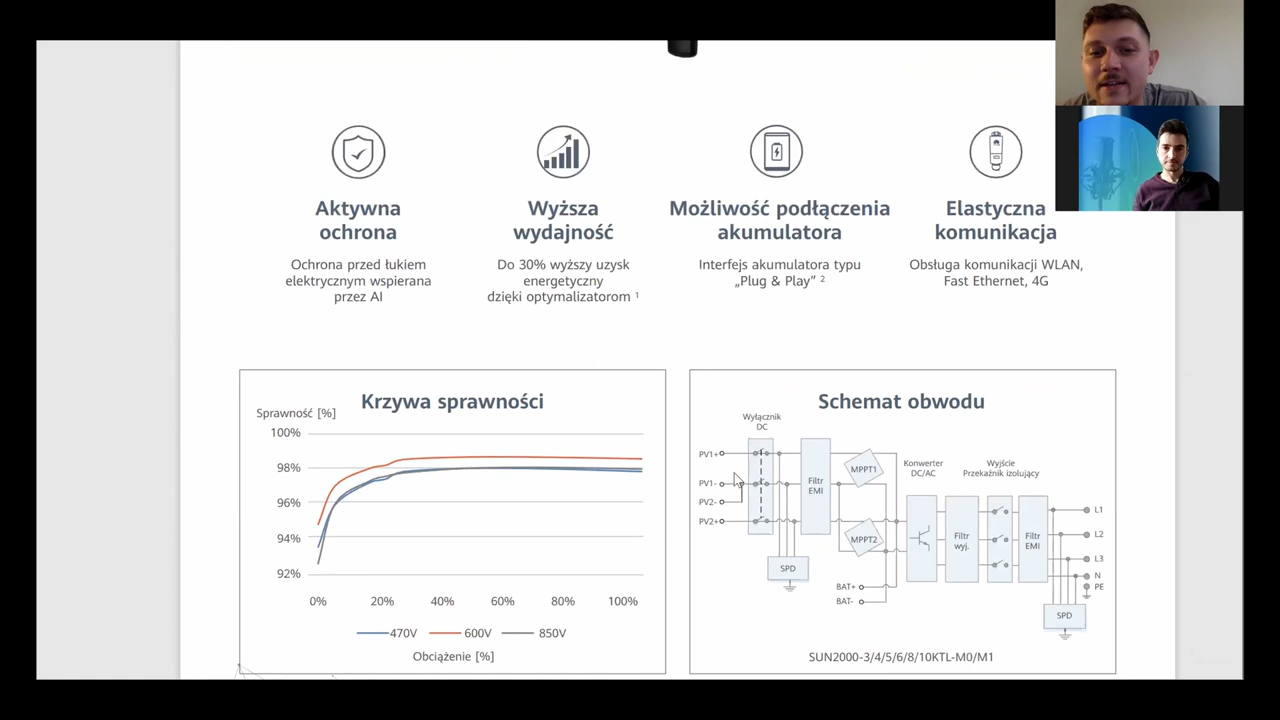 Aktywna
ochrona
Ochrona przed łukiem
elektrycznym wspierana
przez AI
Wyższa
wydajność
Do 30% wyższy uzysk
energetyczny
dzięki optymalizatorom ¹
Możliwość podłączenia
akumulatora
Interfejs akumulatora typu
„Plug & Play” ²
Elastyczna
komunikacja
Obsługa komunikacji WLAN,
Fast Ethernet, 4G
Krzywa sprawności
Sprawność [%]
100%
98%
96%
94%
92%
0% 20% 40% 60% 80% 100%
470V 600V 850V
Obciążenie [%]
Schemat obwodu
Wyłącznik
DC
PV1+
PV1-
PV2-
PV2+
Filtr
EMI
SPD
MPPT1
MPPT2
BAT+
BAT-
Konwerter
DC/AC
Filtr
wyj.
Wyjście
Przekaźnik izolujący
Filtr
EMI
L1
L2
L3
N
PE
SPD
SUN2000-3/4/5/6/8/10KTL-M0/M1